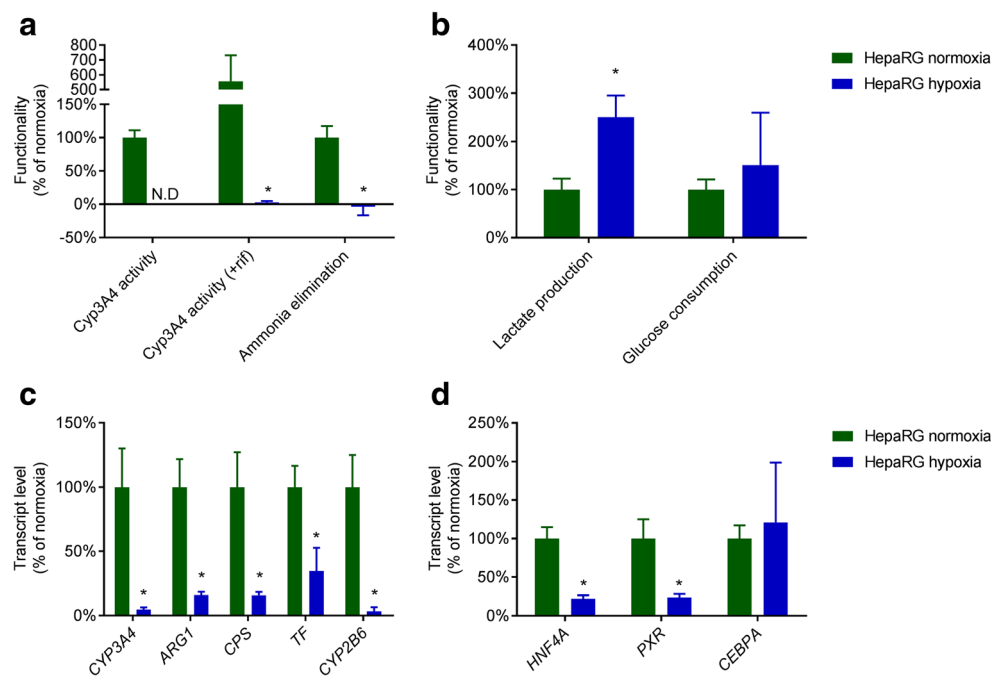 a
Functionality
(% of normoxia)
800
700
600
500
150%
100%
50%
0%
-50%
N.D
*
*
Cyp3A4 activity
Cyp3A4 activity (+rif)
Ammonia elimination
b
Functionality
(% of normoxia)
400%
300%
200%
100%
0%
*
Lactate production
Glucose consumption
HepaRG normoxia
HepaRG hypoxia
c
Transcript level
(% of normoxia)
150%
100%
50%
0%
*
*
*
*
*
CYP3A4
ARG1
CPS
TF
CYP2B6
d
Transcript level
(% of normoxia)
250%
200%
150%
100%
50%
0%
*
*
HNF4A
PXR
CEBPA
HepaRG normoxia
HepaRG hypoxia